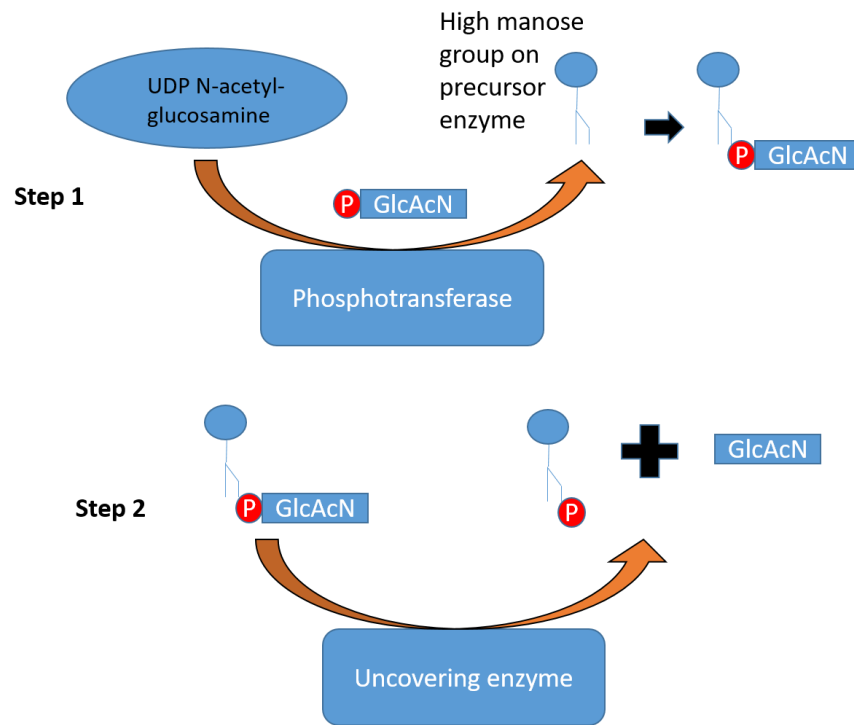 High manose
group on
precursor
enzyme
UDP N-acetyl-
glucosamine
P GlcAcN
P GlcAcN
Step 1
Phosphotransferase
GlcAcN
P GlcAcN
P
Step 2
Uncovering enzyme